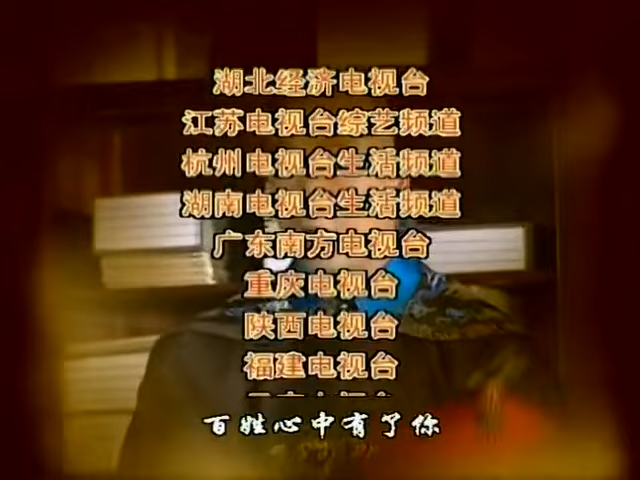 湖北经济电视台
江苏电视台综艺频道
杭州电视台生活频道
湖南电视台生活频道
广东南方电视台
重庆电视台
陕西电视台
福建电视台
百姓心中有了你